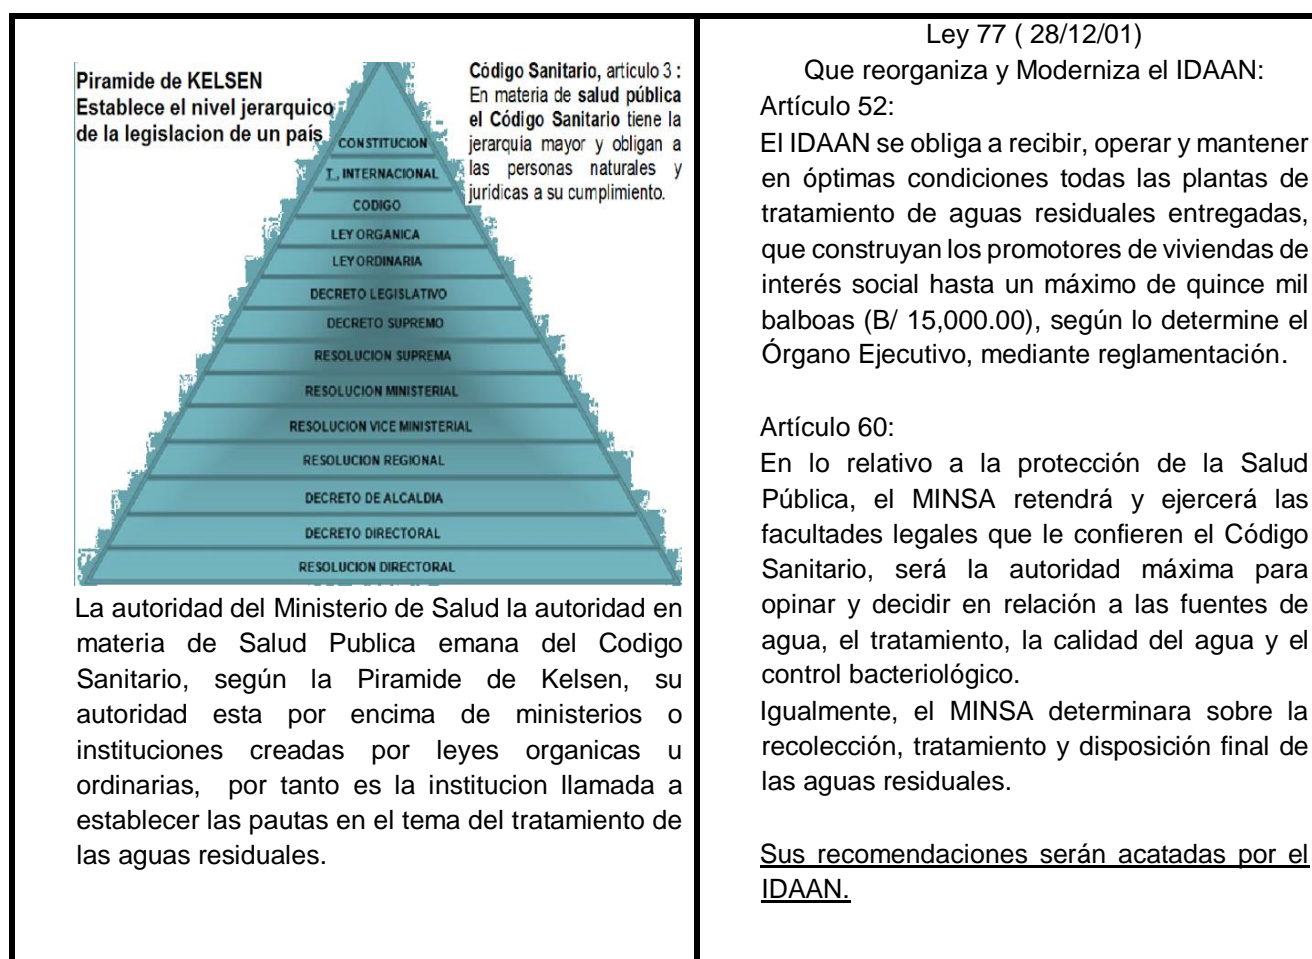 Piramide de KELSEN
Establece el nivel jerarquico
de la legislacion de un país
Código Sanitario, artículo 3 :
En materia de salud pública
el Código Sanitario tiene la
jerarquía mayor y obligan a
las personas naturales y
jurídicas a su cumplimiento.
CONSTITUCION
T. INTERNACIONAL
CODIGO
LEY ORGANICA
LEY ORDINARIA
DECRETO LEGISLATIVO
DECRETO SUPREMO
RESOLUCION SUPREMA
RESOLUCION MINISTERIAL
RESOLUCION VICE MINISTERIAL
RESOLUCION REGIONAL
DECRETO DE ALCALDIA
DECRETO DIRECTORAL
RESOLUCION DIRECTORAL
La autoridad del Ministerio de Salud la autoridad en
materia de Salud Publica emana del Codigo
Sanitario, según la Piramide de Kelsen, su
autoridad esta por encima de ministerios o
instituciones creadas por leyes organicas u
ordinarias, por tanto es la institucion llamada a
establecer las pautas en el tema del tratamiento de
las aguas residuales.
Ley 77 ( 28/12/01)
Que reorganiza y Moderniza el IDAAN:
Artículo 52:
El IDAAN se obliga a recibir, operar y mantener
en óptimas condiciones todas las plantas de
tratamiento de aguas residuales entregadas,
que construyan los promotores de viviendas de
interés social hasta un máximo de quince mil
balboas (B/ 15,000.00), según lo determine el
Órgano Ejecutivo, mediante reglamentación.
Artículo 60:
En lo relativo a la protección de la Salud
Pública, el MINSA retendrá y ejercerá las
facultades legales que le confieren el Código
Sanitario, será la autoridad máxima para
opinar y decidir en relación a las fuentes de
agua, el tratamiento, la calidad del agua y el
control bacteriológico.
Igualmente, el MINSA determinara sobre la
recolección, tratamiento y disposición final de
las aguas residuales.
Sus recomendaciones serán acatadas por el
IDAAN.